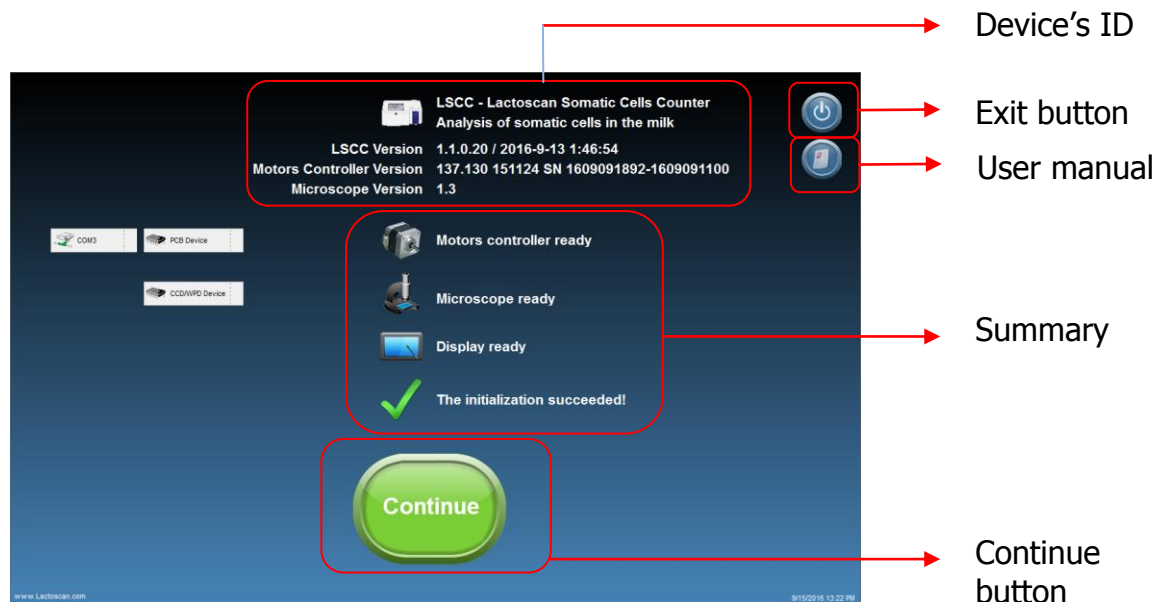 Device’s ID
LSCC - Lactoscan Somatic Cells Counter
Analysis of somatic cells in the milk
Exit button
LSCC Version 1.1.0.20 / 2016-9-13 1:46:54
Motors Controller Version 137.130 151124 SN 1609091892-1609091100
Microscope Version 1.3
User manual
COM3
PCB Device
Motors controller ready
CCD/WPD Device
Microscope ready
Summary
Display ready
The initialization succeeded!
Continue
Continue
button
www.Lactoscan.com
9/15/2016 13:22 PM